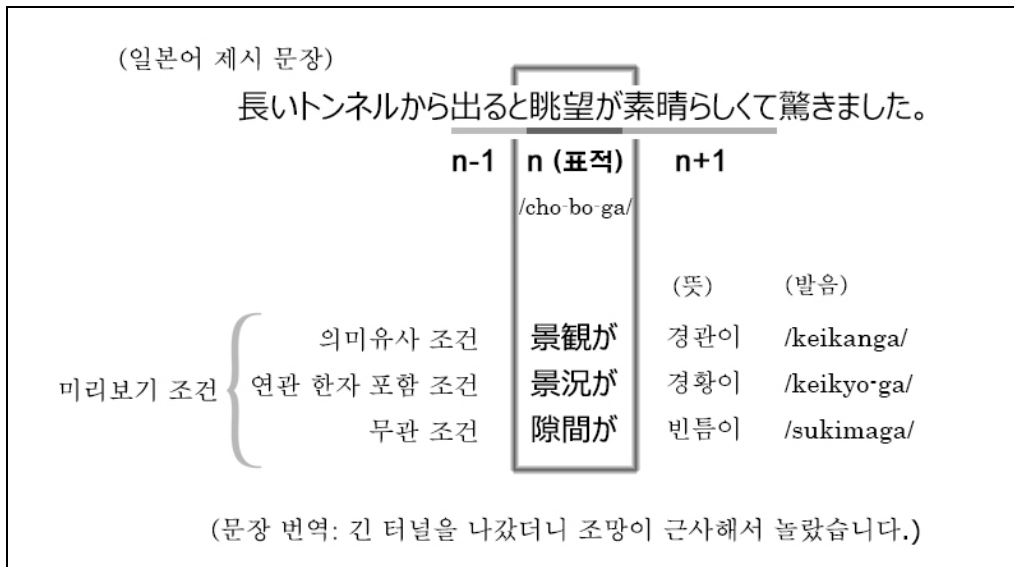 (일본어 제시 문장)
長いトンネルから出ると眺望が素晴らしくて驚きました。
n-1 n (표적) n+1
/cho-bo-ga/
(뜻) (발음)
의미유사 조건 景観が 경관이 /keikanga/
미리보기 조건 연관 한자 포함 조건 景況が 경황이 /keikyo-ga/
무관 조건 隙間が 빈틈이 /sukimaga/
(문장 번역: 긴 터널을 나갔더니 조망이 근사해서 놀랐습니다.)